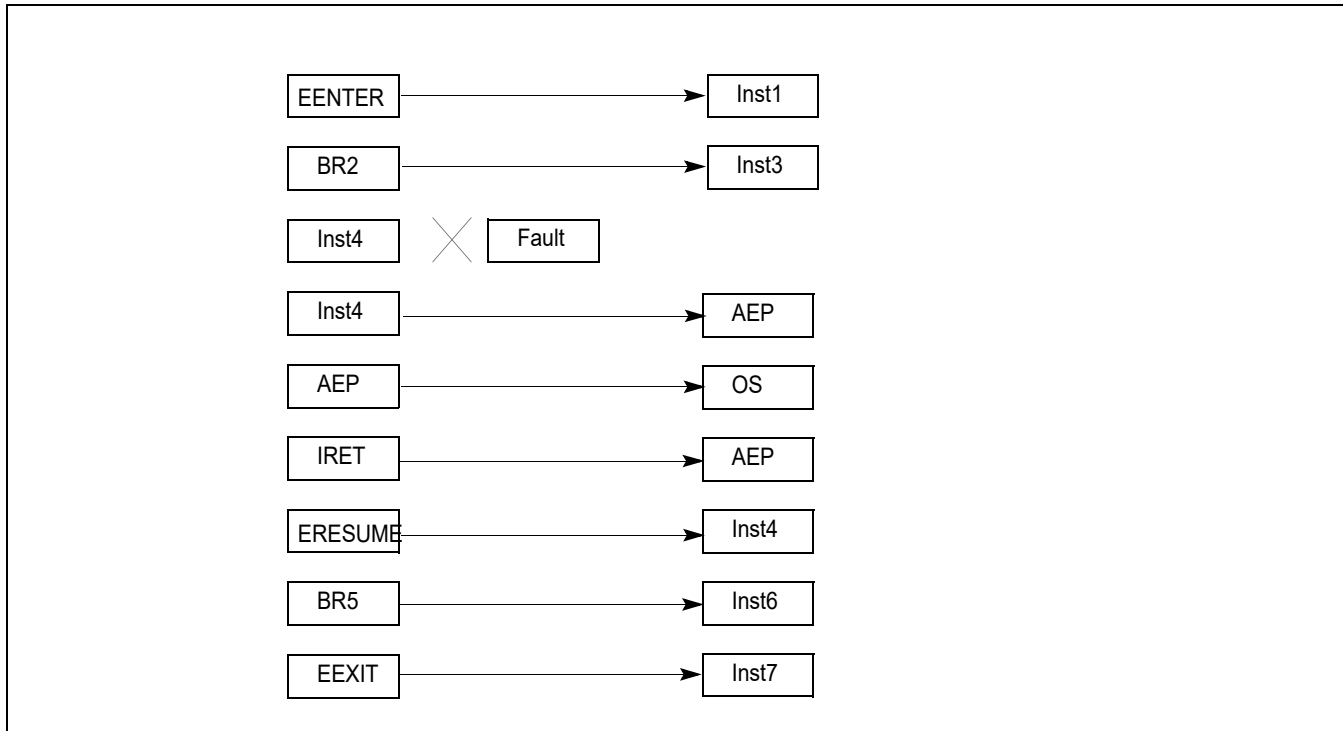 EENTER Inst1
BR2 Inst3
Inst4 Fault
Inst4 AEP
AEP OS
IRET AEP
ERESUME Inst4
BR5 Inst6
EEXIT Inst7